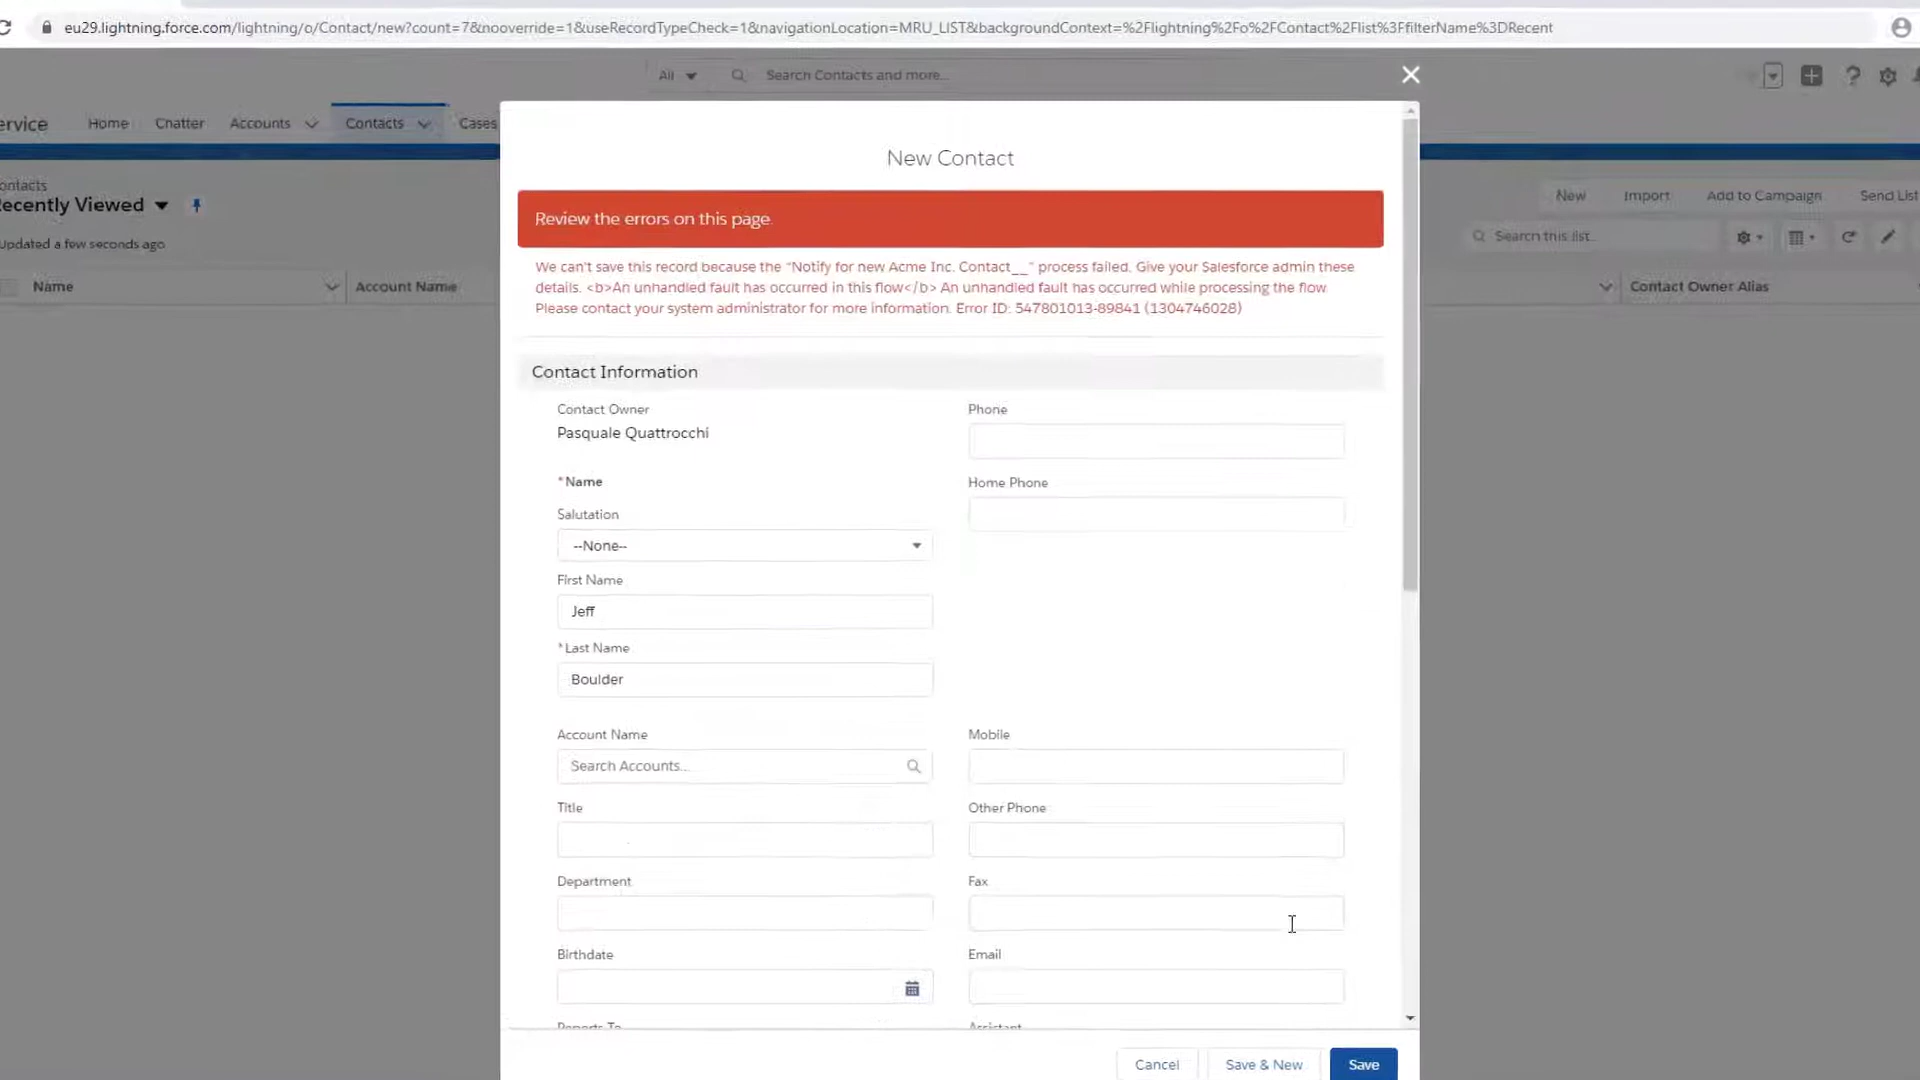 eu29.lightning.force.com/lightning/o/Contact/new?count=7&nooverride=1&useRecordTypeCheck=1&navigationLocation=MRU_LIST&backgroundContext=%2Flightning%2Fo%2FContact%2Flist%3FfilterName%3DRecent
All Search Contacts and more...
ervice Home Chatter Accounts Contacts Cases
ontacts
ecently Viewed
Updated a few seconds ago
New Import Add to Campaign Send List
Search this list...
Name Account Name Contact Owner Alias
New Contact
Review the errors on this page.
We can't save this record because the “Notify for new Acme Inc. Contact__” process failed. Give your Salesforce admin these
details. <b>An unhandled fault has occurred in this flow</b> An unhandled fault has occurred while processing the flow.
Please contact your system administrator for more information. Error ID: 547801013-89841 (1304746028)
Contact Information
Contact Owner
Pasquale Quattrocchi
Phone
*Name
Home Phone
Salutation
--None--
First Name
Jeff
*Last Name
Boulder
Account Name
Search Accounts...
Mobile
Title
Other Phone
Department
Fax
Birthdate
Email
Reports To
Assistant
Cancel Save & New Save